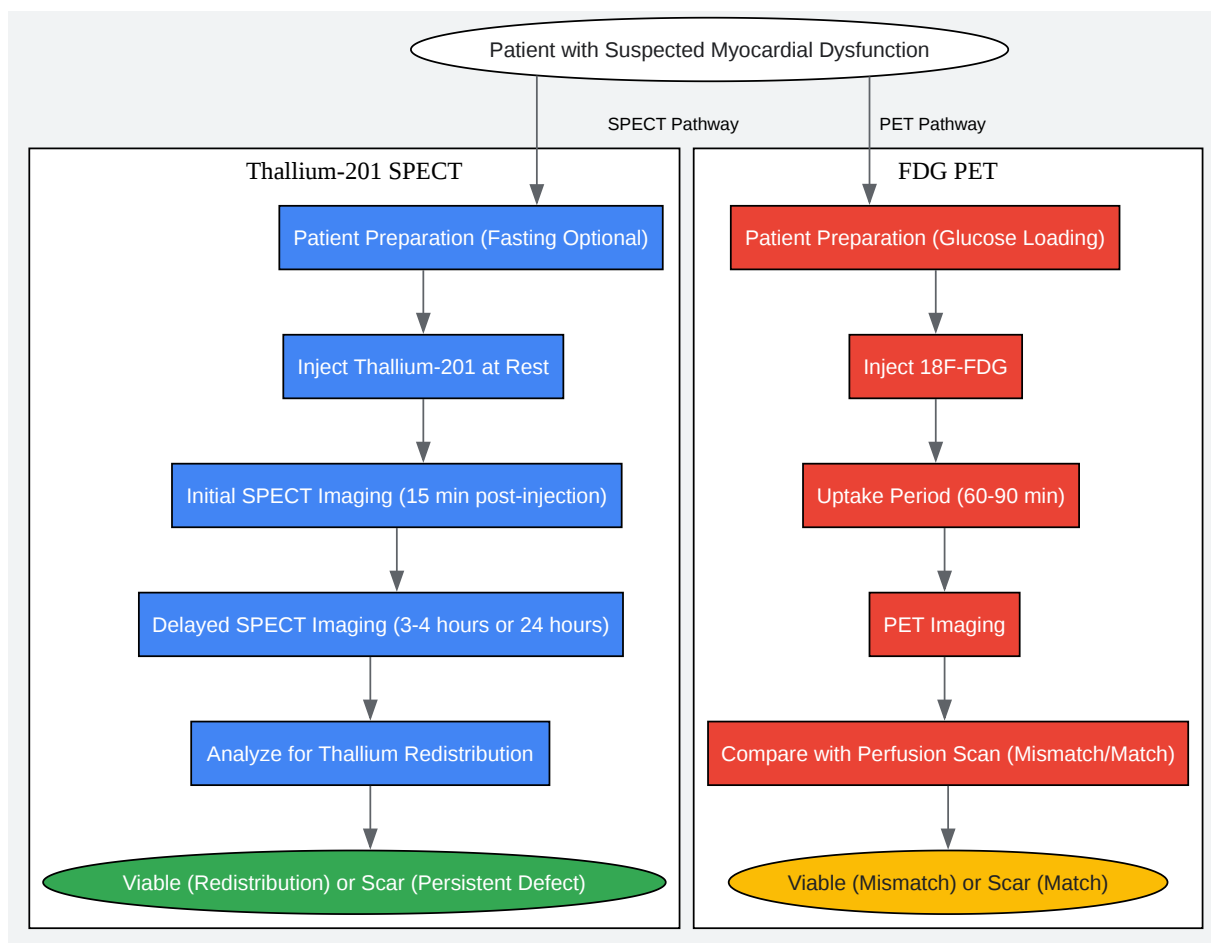 Patient with Suspected Myocardial Dysfunction
SPECT Pathway
PET Pathway
Thallium-201 SPECT
Patient Preparation (Fasting Optional)
Inject Thallium-201 at Rest
Initial SPECT Imaging (15 min post-injection)
Delayed SPECT Imaging (3-4 hours or 24 hours)
Analyze for Thallium Redistribution
Viable (Redistribution) or Scar (Persistent Defect)
FDG PET
Patient Preparation (Glucose Loading)
Inject 18F-FDG
Uptake Period (60-90 min)
PET Imaging
Compare with Perfusion Scan (Mismatch/Match)
Viable (Mismatch) or Scar (Match)